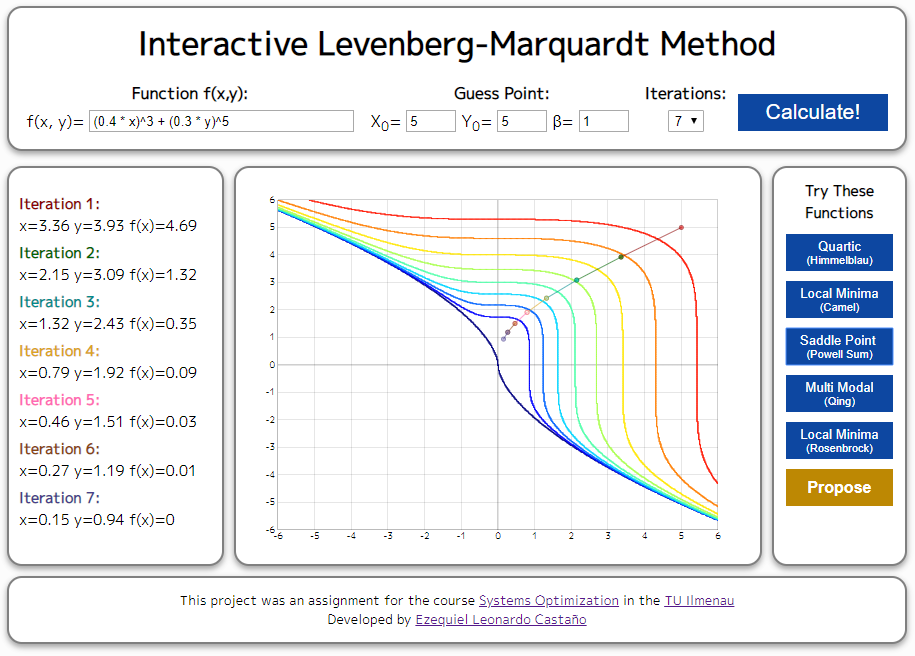 Interactive Levenberg-Marquardt Method
Function f(x,y):
Guess Point:
Iterations:
f(x, y)= (0.4 * x)^3 + (0.3 * y)^5
X0= 5
Y0= 5
β= 1
7
Calculate!
Iteration 1:
x=3.36 y=3.93 f(x)=4.69
Iteration 2:
x=2.15 y=3.09 f(x)=1.32
Iteration 3:
x=1.32 y=2.43 f(x)=0.35
Iteration 4:
x=0.79 y=1.92 f(x)=0.09
Iteration 5:
x=0.46 y=1.51 f(x)=0.03
Iteration 6:
x=0.27 y=1.19 f(x)=0.01
Iteration 7:
x=0.15 y=0.94 f(x)=0
6
5
4
3
2
1
0
-1
-2
-3
-4
-5
-6
-6 -5 -4 -3 -2 -1 0 1 2 3 4 5 6
Try These
Functions
Quartic
(Himmelblau)
Local Minima
(Camel)
Saddle Point
(Powell Sum)
Multi Modal
(Qing)
Local Minima
(Rosenbrock)
Propose
This project was an assignment for the course Systems Optimization in the TU Ilmenau
Developed by Ezequiel Leonardo Castaño